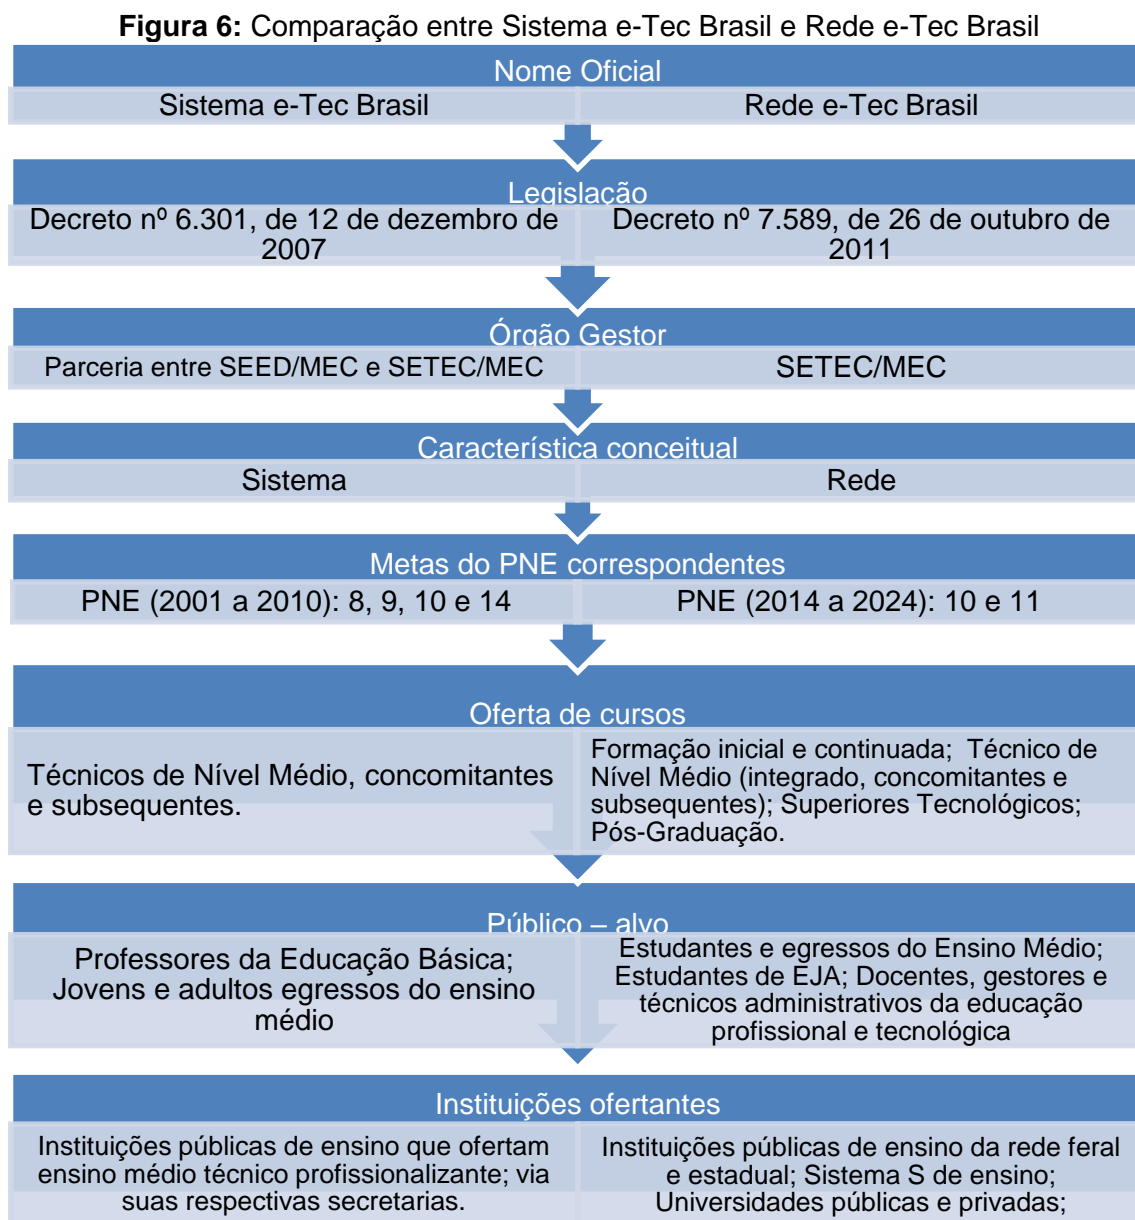 Figura 6: Comparação entre Sistema e-Tec Brasil e Rede e-Tec Brasil
Nome Oficial
Sistema e-Tec Brasil
Rede e-Tec Brasil
Legislação
Decreto nº 6.301, de 12 de dezembro de
2007
Decreto nº 7.589, de 26 de outubro de
2011
Órgão Gestor
Parceria entre SEED/MEC e SETEC/MEC
SETEC/MEC
Característica conceitual
Sistema
Rede
Metas do PNE correspondentes
PNE (2001 a 2010): 8, 9, 10 e 14
PNE (2014 a 2024): 10 e 11
Oferta de cursos
Técnicos de Nível Médio, concomitantes
e subsequentes.
Formação inicial e continuada; Técnico de
Nível Médio (integrado, concomitantes e
subsequentes); Superiores Tecnológicos;
Pós-Graduação.
Público – alvo
Professores da Educação Básica;
Jovens e adultos egressos do ensino
médio
Estudantes e egressos do Ensino Médio;
Estudantes de EJA; Docentes, gestores e
técnicos administrativos da educação
profissional e tecnológica
Instituições ofertantes
Instituições públicas de ensino que ofertam
ensino médio técnico profissionalizante; via
suas respectivas secretarias.
Instituições públicas de ensino da rede feral
e estadual; Sistema S de ensino;
Universidades públicas e privadas;